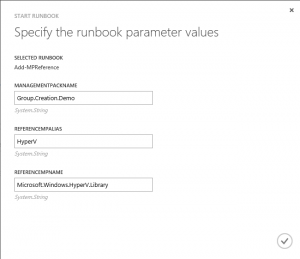 START RUNBOOK
Specify the runbook parameter values
SELECTED RUNBOOK
Add-MPReference
MANAGEMENTPACKNAME
Group.Creation.Demo
System.String
REFERENCEMPALIAS
HyperV
System.String
REFERENCEMPNAME
Microsoft.Windows.HyperV.Library
System.String